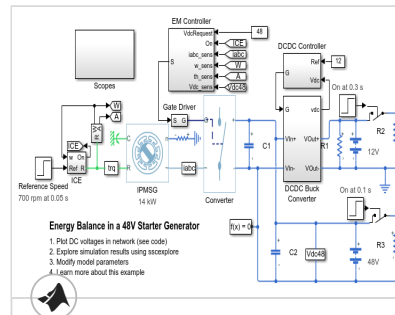 EM Controller
VdcRequest
48
On
ICE
iabc_sens
iabc
w_sens
W
th_sens
A
Vdc_sens
Vdc48
S
DCDC Controller
Ref
12
G
Vdc
Scopes
Gate Driver
S G
On at 0.3 s
W
A
R W A
G
vdc
C1
VIn+ VOut+
R1
R2
ICE
w On
Ref R
trq
C
R
n
VIn- VOut-
12V
Reference Speed
700 rpm at 0.05 s
ICE
IPMSG
14 kW
iabc
Converter
DCDC Buck
Converter
On at 0.1 s
Energy Balance in a 48V Starter Generator
f(x) = 0
1. Plot DC voltages in network (see code)
2. Explore simulation results using sscexplore
3. Modify model parameters
4. Learn more about this example
C2
Vdc48
48V
R3